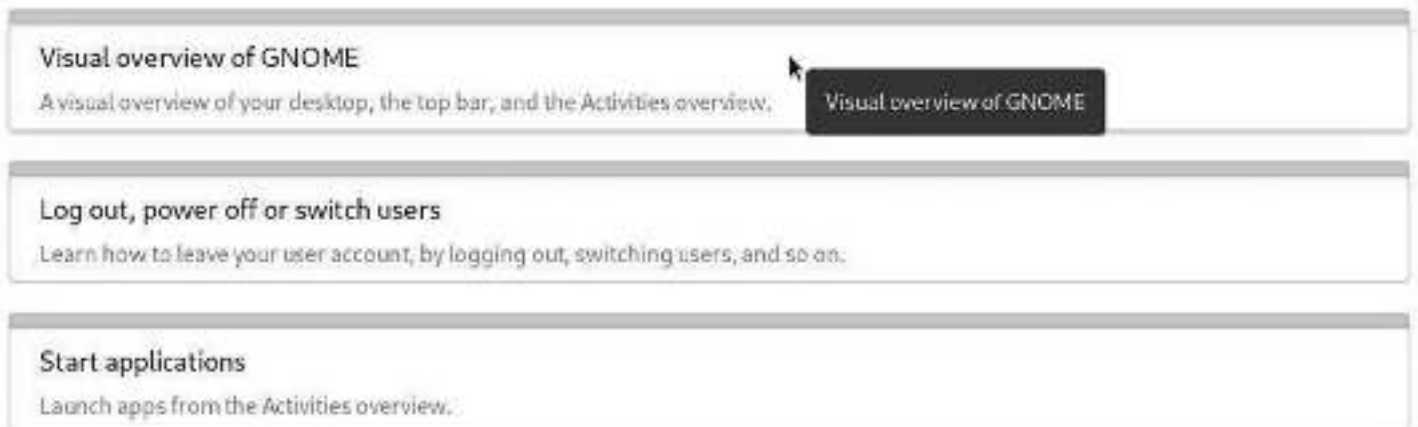 Visual overview of GNOME
A visual overview of your desktop, the top bar, and the Activities overview.
Visual overview of GNOME
Log out, power off or switch users
Learn how to leave your user account, by logging out, switching users, and so on.
Start applications
Launch apps from the Activities overview.